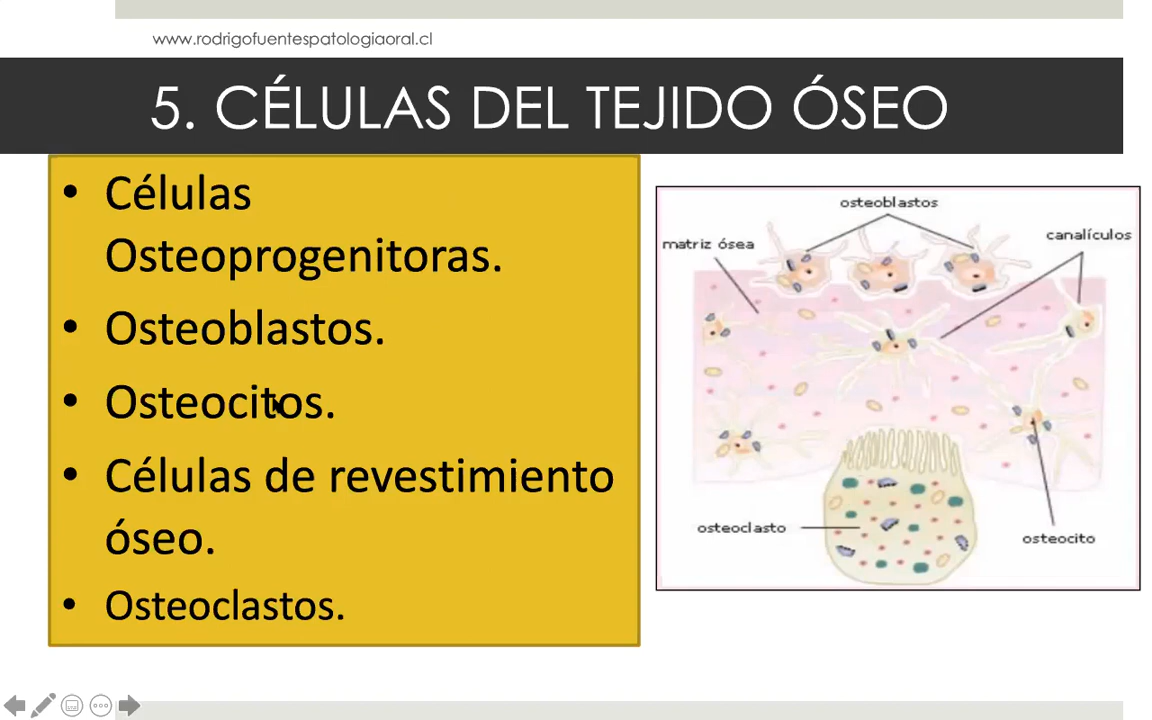 www.rodrigofuentespatologiaoral.cl
5. CÉLULAS DEL TEJIDO ÓSEO
• Células
Osteoprogenitoras.
• Osteoblastos.
• Osteocitos.
• Células de revestimiento
óseo.
• Osteoclastos.
osteoblastos
matriz ósea
canalículos
osteoclasto
osteocito